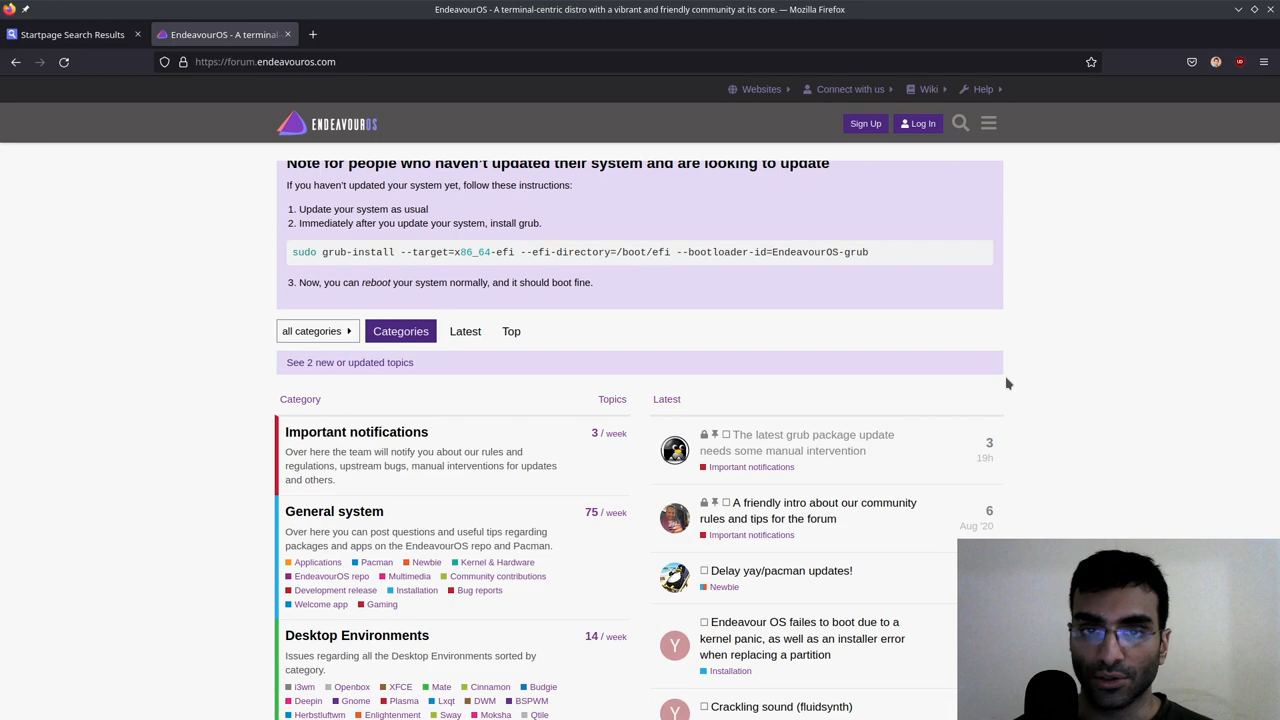 EndeavourOS - A terminal-centric distro with a vibrant and friendly community at its core. — Mozilla Firefox
Startpage Search Results
EndeavourOS - A terminal-
https://forum.endeavouros.com
Websites
Connect with us
Wiki
Help
ENDEAVOUROS
Sign Up
Log In
Note for people who haven't updated their system and are looking to update
If you haven't updated your system yet, follow these instructions:
1. Update your system as usual
2. Immediately after you update your system, install grub.
sudo grub-install --target=x86_64-efi --efi-directory=/boot/efi --bootloader-id=EndeavourOS-grub
3. Now, you can reboot your system normally, and it should boot fine.
all categories
Categories
Latest
Top
See 2 new or updated topics
Category
Topics
Important notifications
3 / week
Over here the team will notify you about our rules and
regulations, upstream bugs, manual interventions for updates
and others.
General system
75 / week
Over here you can post questions and useful tips regarding
packages and apps on the EndeavourOS repo and Pacman.
Applications Pacman Newbie Kernel & Hardware
EndeavourOS repo Multimedia Community contributions
Development release Installation Bug reports
Welcome app Gaming
Desktop Environments
14 / week
Issues regarding all the Desktop Environments sorted by
category.
i3wm Openbox XFCE Mate Cinnamon Budgie
Deepin Gnome Plasma Lxqt DWM BSPWM
Herbstluftwm Enlightenment Sway Moksha Qtile
Latest
The latest grub package update
needs some manual intervention
Important notifications
3
19h
A friendly intro about our community
rules and tips for the forum
Important notifications
6
Aug '20
Delay yay/pacman updates!
Newbie
Y
Endeavour OS failes to boot due to a
kernel panic, as well as an installer error
when replacing a partition
Installation
Y
Crackling sound (fluidsynth)